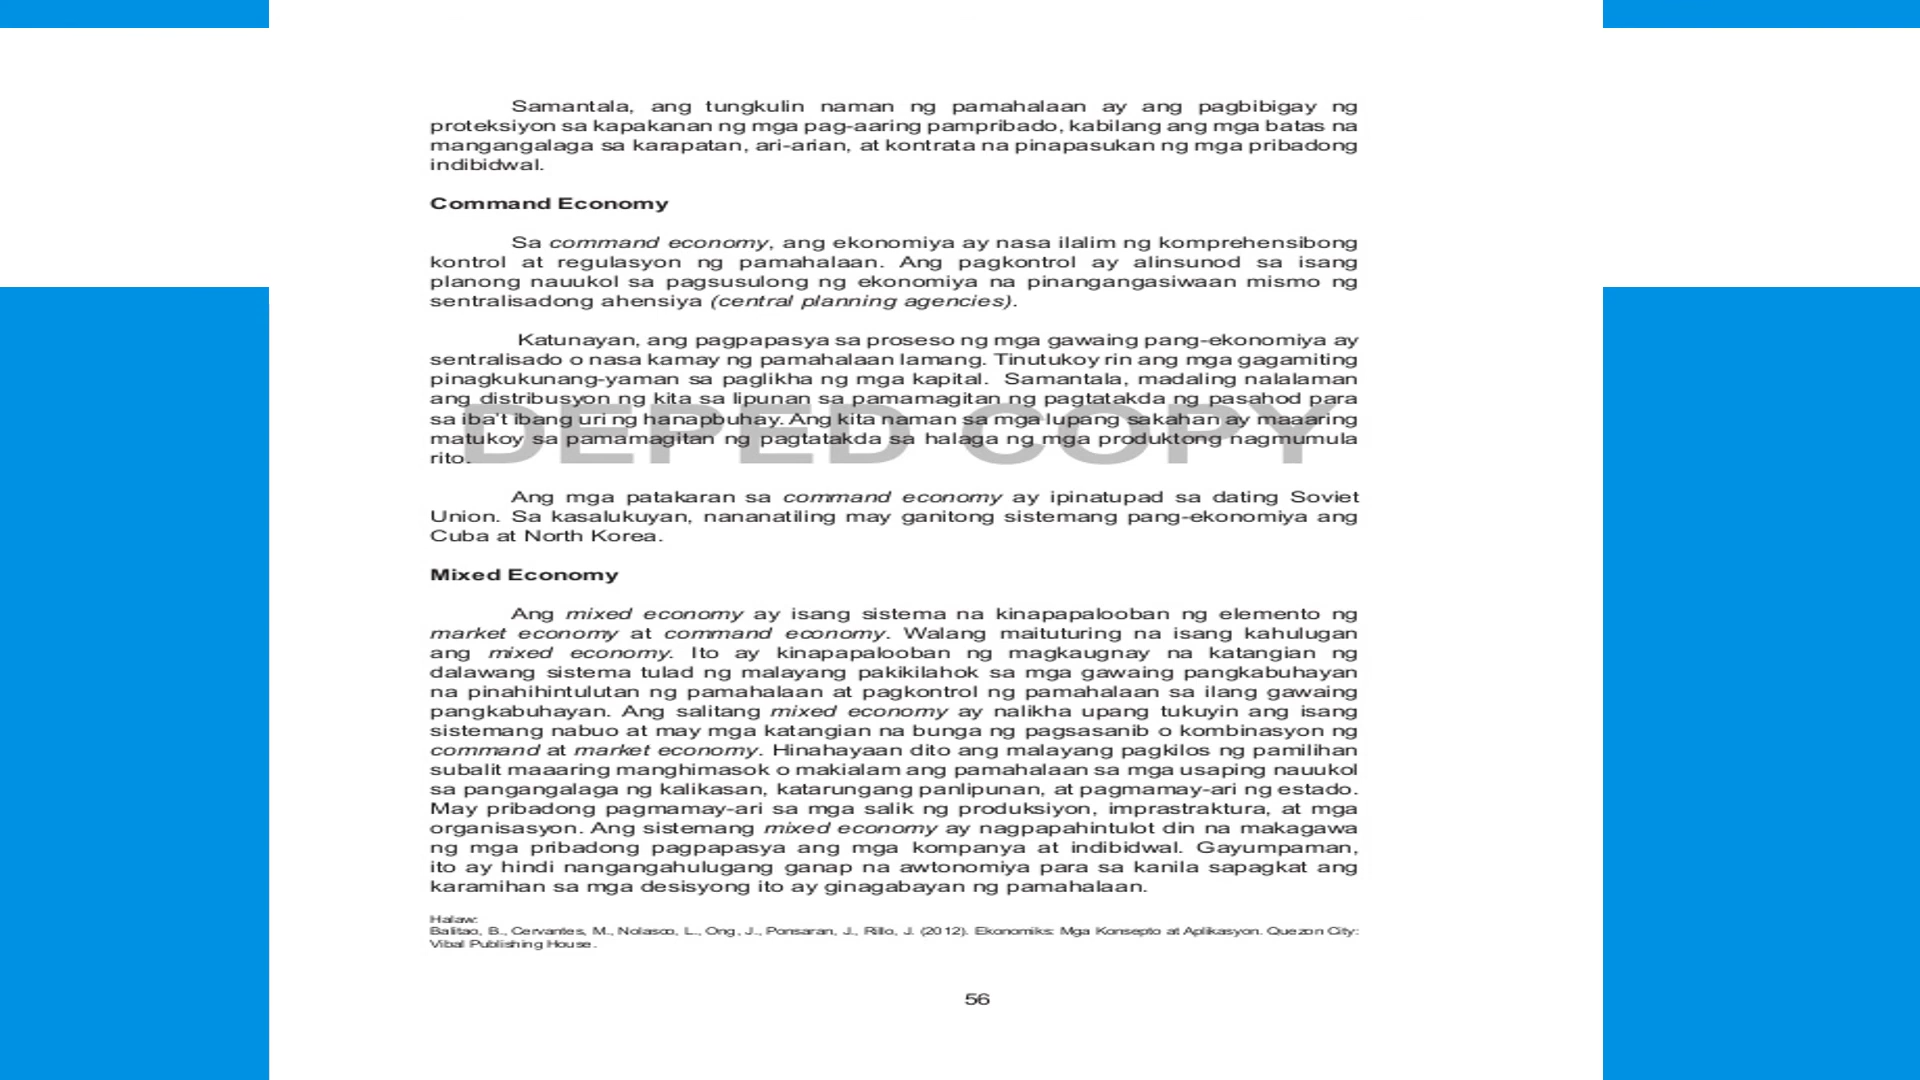 Samantala, ang tungkulin naman ng pamahalaan ay ang pagbibigay ng
proteksiyon sa kapakanan ng mga pag-aaring pampribado, kabilang ang mga batas na
mangangalaga sa karapatan, ari-arian, at kontrata na pinapasukan ng mga pribadong
indibidwal.
Command Economy
Sa command economy, ang ekonomiya ay nasa ilalim ng komprehensibong
kontrol at regulasyon ng pamahalaan. Ang pagkontrol ay alinsunod sa isang
planong nauukol sa pagsusulong ng ekonomiya na pinangangasiwaan mismo ng
sentralisadong ahensiya (central planning agencies).
Katunayan, ang pagpapasya sa proseso ng mga gawaing pang-ekonomiya ay
sentralisado o nasa kamay ng pamahalaan lamang. Tinutukoy rin ang mga gagamiting
pinagkukunang-yaman sa paglikha ng mga kapital. Samantala, madaling nalalaman
ang distribusyon ng kita sa lipunan sa pamamagitan ng pagtatakda ng pasahod para
sa iba't ibang uri ng hanapbuhay. Ang kita naman sa mga lupang sakahan ay maaaring
matukoy sa pamamagitan ng pagtatakda sa halaga ng mga produktong nagmumula
rito.
DEPED COPY
Ang mga patakaran sa command economy ay ipinatupad sa dating Soviet
Union. Sa kasalukuyan, nananatiling may ganitong sistemang pang-ekonomiya ang
Cuba at North Korea.
Mixed Economy
Ang mixed economy ay isang sistema na kinapapalooban ng elemento ng
market economy at command economy. Walang maituturing na isang kahulugan
ang mixed economy. Ito ay kinapapalooban ng magkaugnay na katangian ng
dalawang sistema tulad ng malayang pakikilahok sa mga gawaing pangkabuhayan
na pinahihintulutan ng pamahalaan at pagkontrol ng pamahalaan sa ilang gawaing
pangkabuhayan. Ang salitang mixed economy ay nalikha upang tukuyin ang isang
sistemang nabuo at may mga katangian na bunga ng pagsasanib o kombinasyon ng
command at market economy. Hinahayaan dito ang malayang pagkilos ng pamilihan
subalit maaaring manghimasok o makialam ang pamahalaan sa mga usaping nauukol
sa pangangalaga ng kalikasan, katarungang panlipunan, at pagmamay-ari ng estado.
May pribadong pagmamay-ari sa mga salik ng produksiyon, imprastraktura, at mga
organisasyon. Ang sistemang mixed economy ay nagpapahintulot din na makagawa
ng mga pribadong pagpapasya ang mga kompanya at indibidwal. Gayumpaman,
ito ay hindi nangangahulugang ganap na awtonomiya para sa kanila sapagkat ang
karamihan sa mga desisyong ito ay ginagabayan ng pamahalaan.
Halaw:
Balitao, B., Cervantes, M., Nolasco, L., Ong, J., Ponsaran, J., Rillo, J. (2012). Ekonomiks: Mga Konsepto at Aplikasyon. Quezon City:
Vibal Publishing House.
56